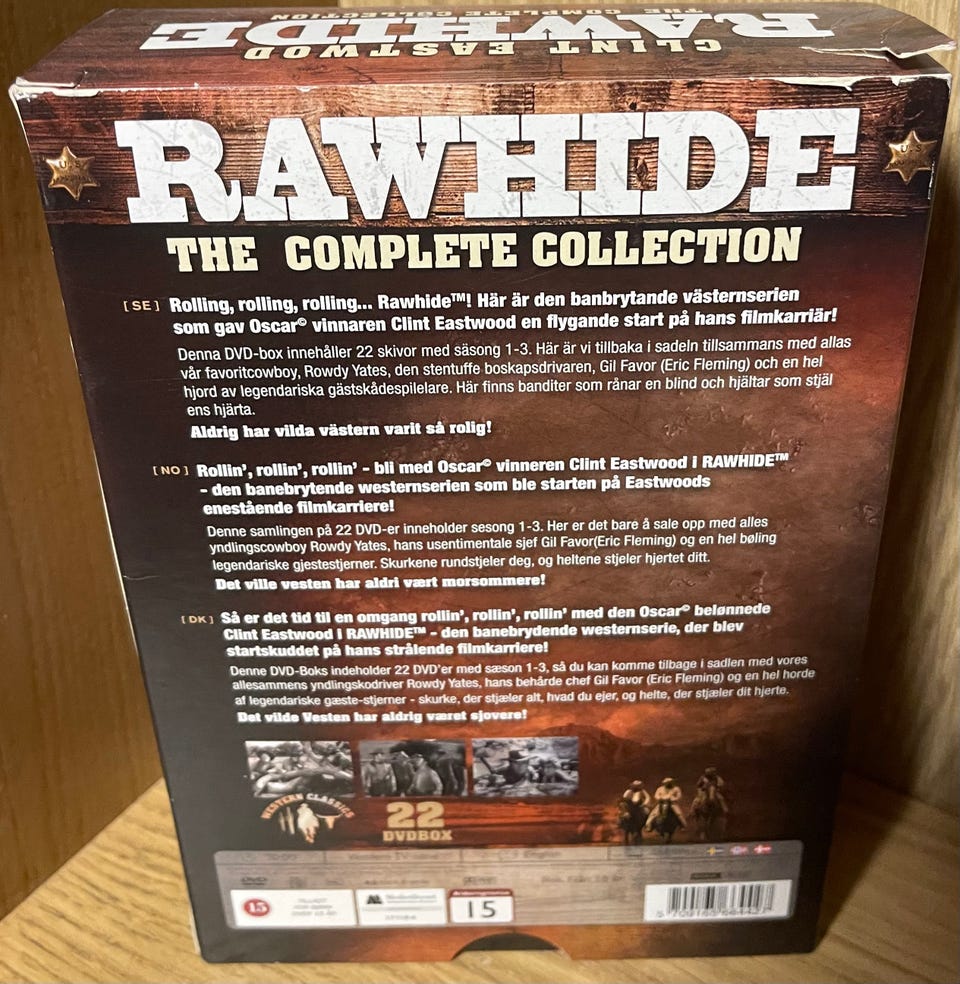 RAWHIDE
THE COMPLETE COLLECTION
CLINT EASTWOOD
RAWHIDE
THE COMPLETE COLLECTION
[SE] Rolling, rolling, rolling... Rawhide™! Här är den banbrytande västernserien
som gav Oscar© vinnaren Clint Eastwood en flygande start på hans filmkarriär!
Denna DVD-box innehåller 22 skivor med säsong 1-3. Här är vi tillbaka i sadeln tillsammans med allas
vår favoritcowboy, Rowdy Yates, den stentuffe boskapsdrivaren, Gil Favor (Eric Fleming) och en hel
hjord av legendariska gästskådespilelare. Här finns banditer som rånar en blind och hjältar som stjäl
ens hjärta.
Aldrig har vilda västern varit så rolig!
[NO] Rollin', rollin', rollin' - bli med Oscar© vinneren Clint Eastwood i RAWHIDE™
- den banebrytende westernserien som ble starten på Eastwoods
enestående filmkarriere!
Denne samlingen på 22 DVD-er inneholder sesong 1-3. Her er det bare å sale opp med alles
yndlingscowboy Rowdy Yates, hans usentimentale sjef Gil Favor(Eric Fleming) og en hel bøling
legendariske gjestestjerner. Skurkene rundstjeler deg, og heltene stjeler hjertet ditt.
Det ville vesten har aldri vært morsommere!
[DK] Så er det tid til en omgang rollin', rollin', rollin' med den Oscar© belønnede
Clint Eastwood i RAWHIDE™ - den banebrydende westernserie, der blev
startskuddet på hans strålende filmkarriere!
Denne DVD-Boks indeholder 22 DVD'er med sæson 1-3, så du kan komme tilbage i sadlen med vores
allesammens yndlingskodriver Rowdy Yates, hans behårde chef Gil Favor (Eric Fleming) og en hel horde
af legendariske gæste-stjerner - skurke, der stjæler alt, hvad du ejer, og helte, der stjæler dit hjerte.
Det vilde Vesten har aldrig været sjovere!
WESTERN CLASSICS
22
DVDBOX
English
DVD
15
TILLADT
FOR BØRN
OVER 15 ÅR
15